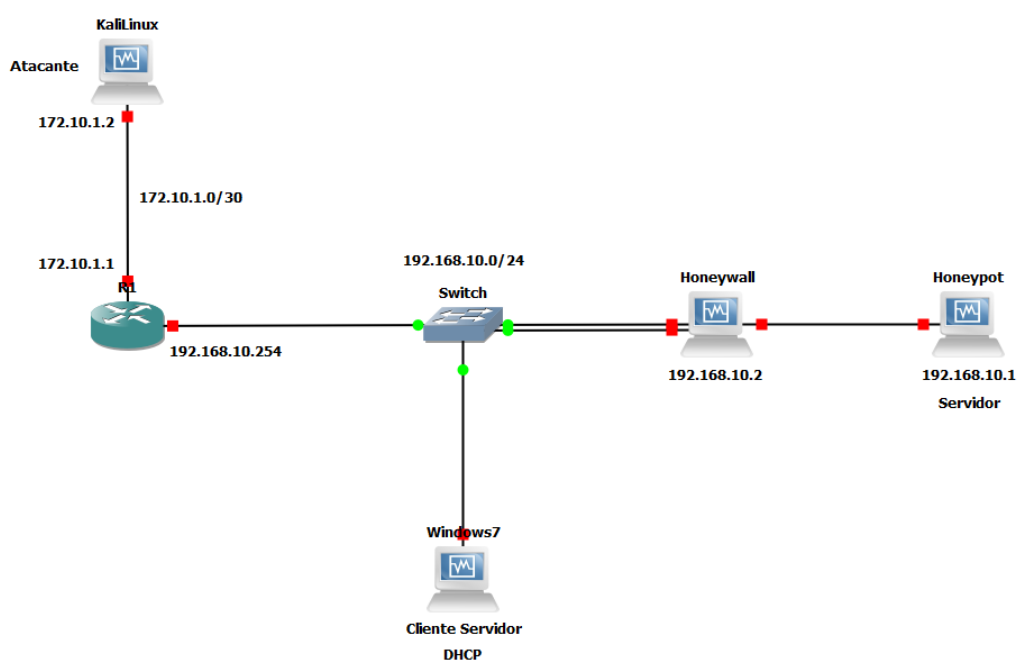 KaliLinux
Atacante
172.10.1.2
172.10.1.0/30
172.10.1.1
R1
192.168.10.254
192.168.10.0/24
Switch
Honeywall
192.168.10.2
Honeypot
192.168.10.1
Servidor
Windows7
Cliente Servidor
DHCP